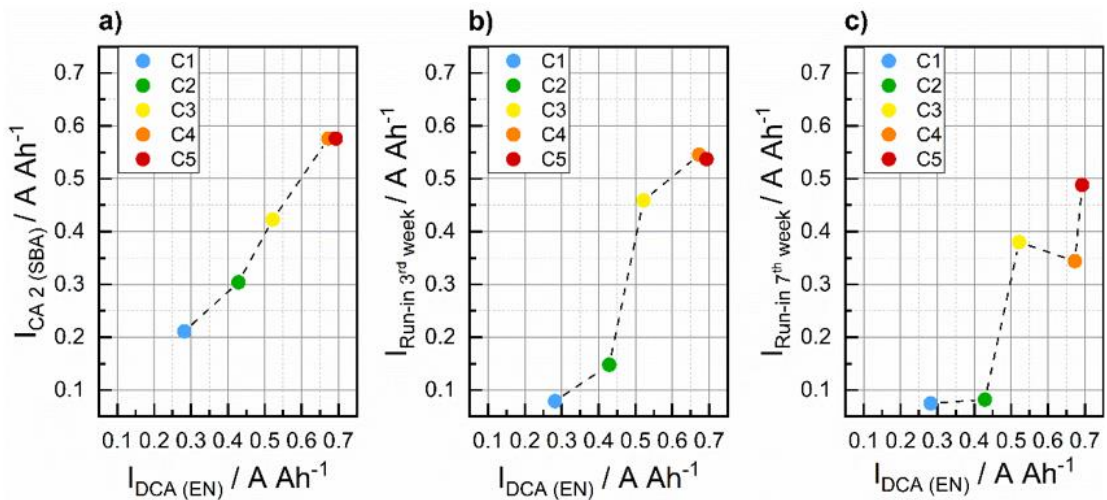 a)
C1
C2
C3
C4
C5
0.7
0.6
0.5
0.4
0.3
0.2
0.1
I CA 2 (SBA) / A Ah⁻¹
0.1 0.2 0.3 0.4 0.5 0.6 0.7
I DCA (EN) / A Ah⁻¹
b)
C1
C2
C3
C4
C5
0.7
0.6
0.5
0.4
0.3
0.2
0.1
I Run-in 3rd week / A Ah⁻¹
0.1 0.2 0.3 0.4 0.5 0.6 0.7
I DCA (EN) / A Ah⁻¹
c)
C1
C2
C3
C4
C5
0.7
0.6
0.5
0.4
0.3
0.2
0.1
I Run-in 7th week / A Ah⁻¹
0.1 0.2 0.3 0.4 0.5 0.6 0.7
I DCA (EN) / A Ah⁻¹